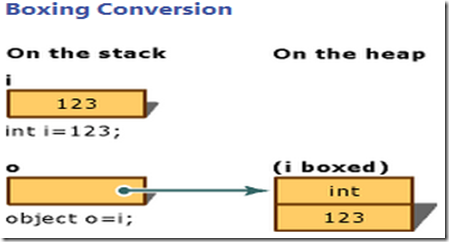 Boxing Conversion
On the stack
On the heap
i
123
int i=123;
o
(i boxed)
int
object o=i;
123